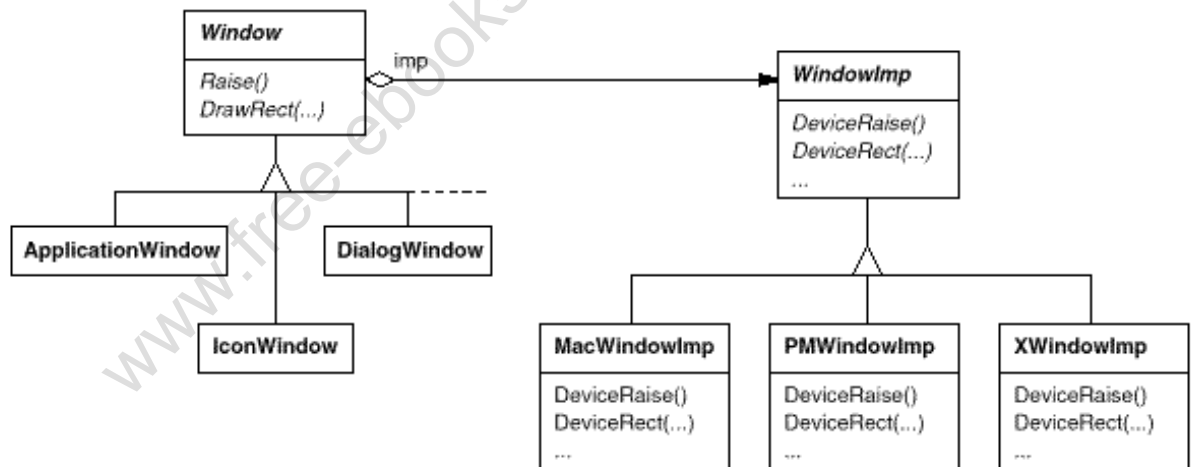 Window
Raise()
DrawRect(...)
imp
WindowImp
DeviceRaise()
DeviceRect(...)
...
ApplicationWindow
DialogWindow
IconWindow
MacWindowImp
DeviceRaise()
DeviceRect(...)
...
PMWindowImp
DeviceRaise()
DeviceRect(...)
...
XWindowImp
DeviceRaise()
DeviceRect(...)
...
www.free-ebooks